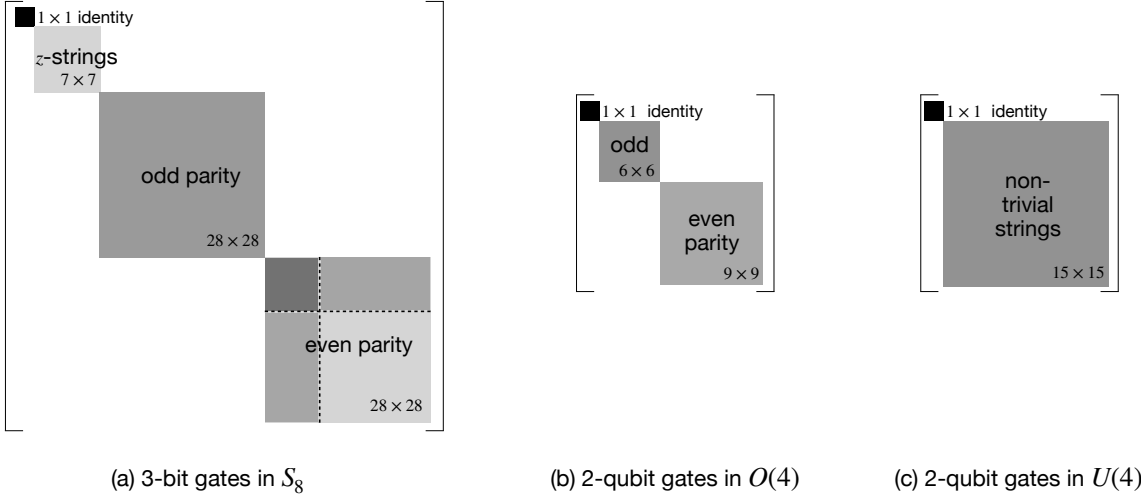 1 × 1 identity
z-strings
7 × 7
odd parity
28 × 28
even parity
28 × 28
(a) 3-bit gates in S₈
1 × 1 identity
odd
6 × 6
even
parity
9 × 9
(b) 2-qubit gates in O(4)
1 × 1 identity
non-
trivial
strings
15 × 15
(c) 2-qubit gates in U(4)